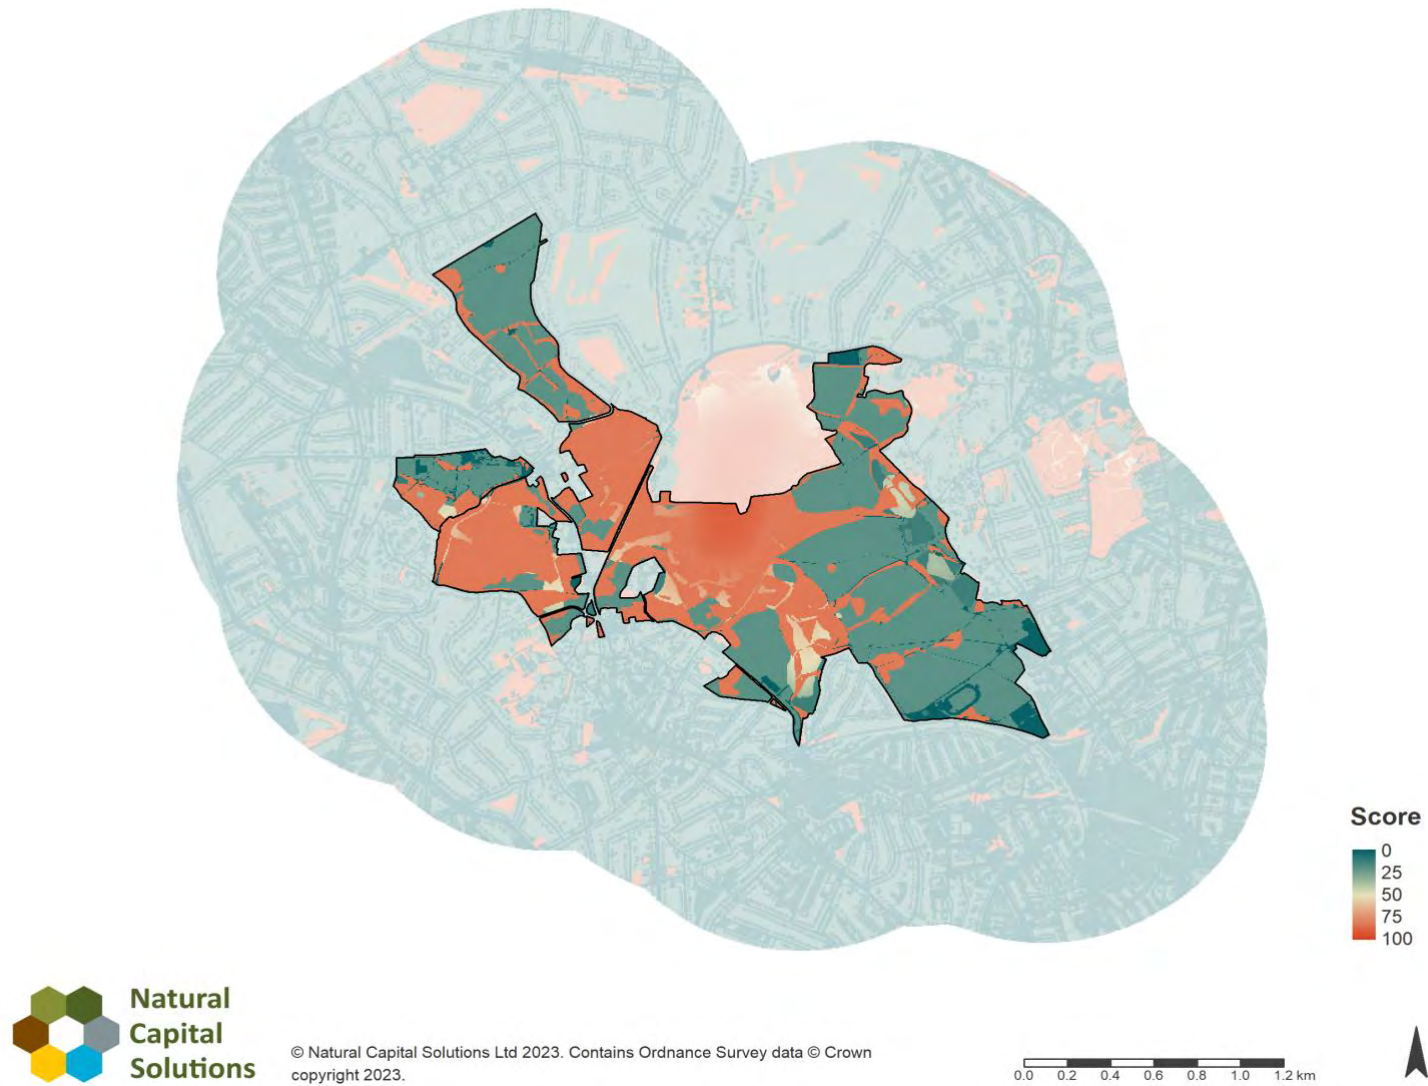 Score
0
25
50
75
100
Natural
Capital
Solutions
© Natural Capital Solutions Ltd 2023. Contains Ordnance Survey data © Crown
copyright 2023.
0.0 0.2 0.4 0.6 0.8 1.0 1.2 km